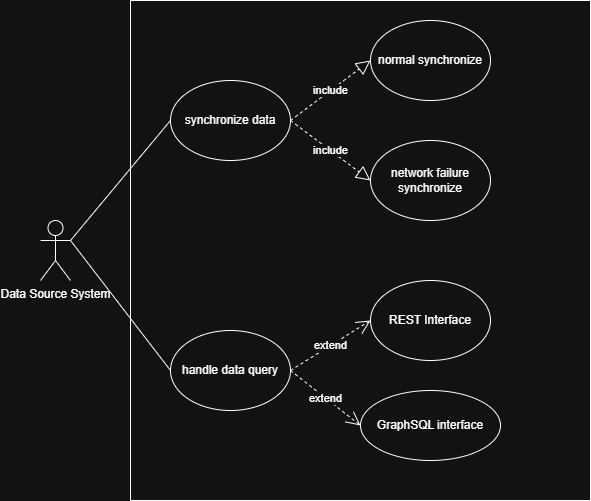 normal synchronize
include
synchronize data
include
network failure
synchronize
Data Source System
REST Interface
extend
handle data query
extend
GraphSQL interface